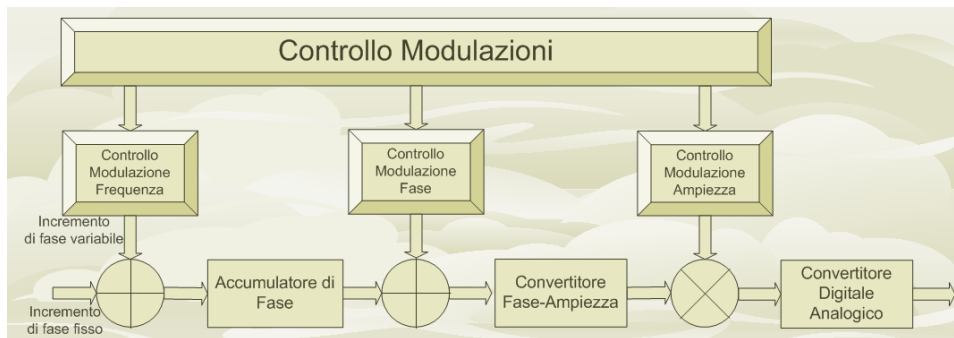 Controllo Modulazioni
Controllo
Modulazione
Frequenza
Controllo
Modulazione
Fase
Controllo
Modulazione
Ampiezza
Incremento
di fase variabile
Incremento
di fase fisso
Accumulatore di
Fase
Convertitore
Fase-Ampiezza
Convertitore
Digitale
Analogico